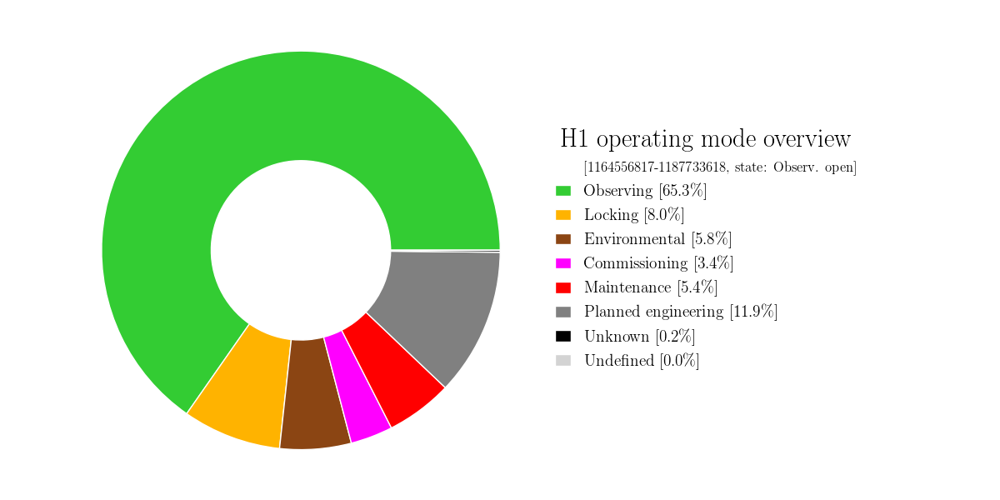 H1 operating mode overview
[1164556817-1187733618, state: Observ. open]
Observing [65.3%]
Locking [8.0%]
Environmental [5.8%]
Commissioning [3.4%]
Maintenance [5.4%]
Planned engineering [11.9%]
Unknown [0.2%]
Undefined [0.0%]